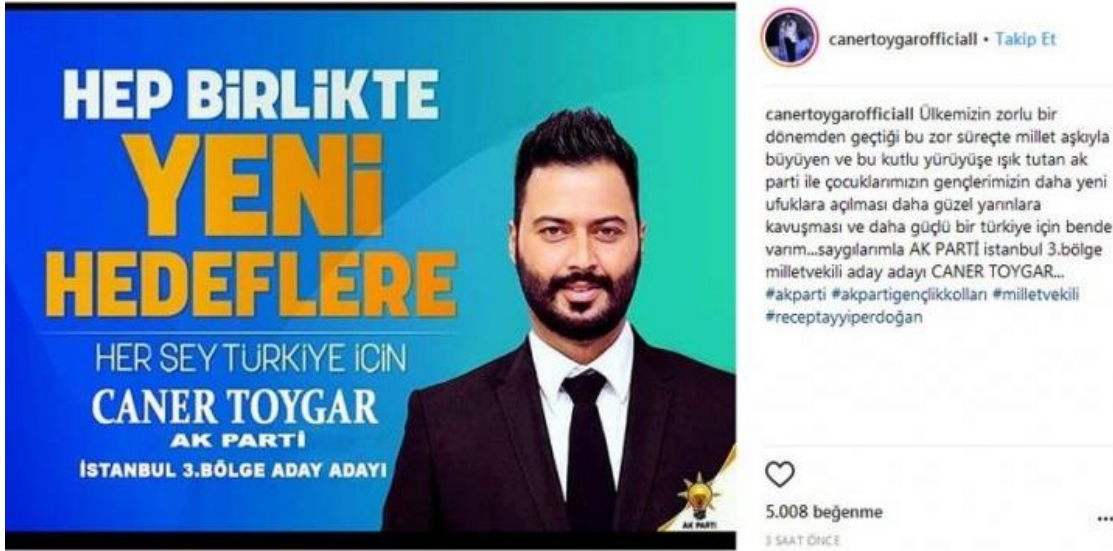 HEP BİRLİKTE
YENİ
HEDEFLERE
HER SEY TÜRKİYE İCİN
CANER TOYGAR
AK PARTİ
İSTANBUL 3.BÖLGE ADAY ADAYI
AK PARTİ
canertoygarofficiall • Takip Et
canertoygarofficiall Ülkemizin zorlu bir
dönemden geçtiği bu zor süreçte millet aşkıyla
büyüyen ve bu kutlu yürüyüşe ışık tutan ak
parti ile çocuklarımızın gençlerimizin daha yeni
ufuklara açılması daha güzel yarınlara
kavuşması ve daha güçlü bir türkiye için bende
varım...saygılarımla AK PARTİ istanbul 3.bölge
milletvekili aday adayı CANER TOYGAR...
#akparti #akpartigençlikkolları #milletvekili
#receptayyiperdoğan
5.008 beğenme
3 SAAT ÖNCE